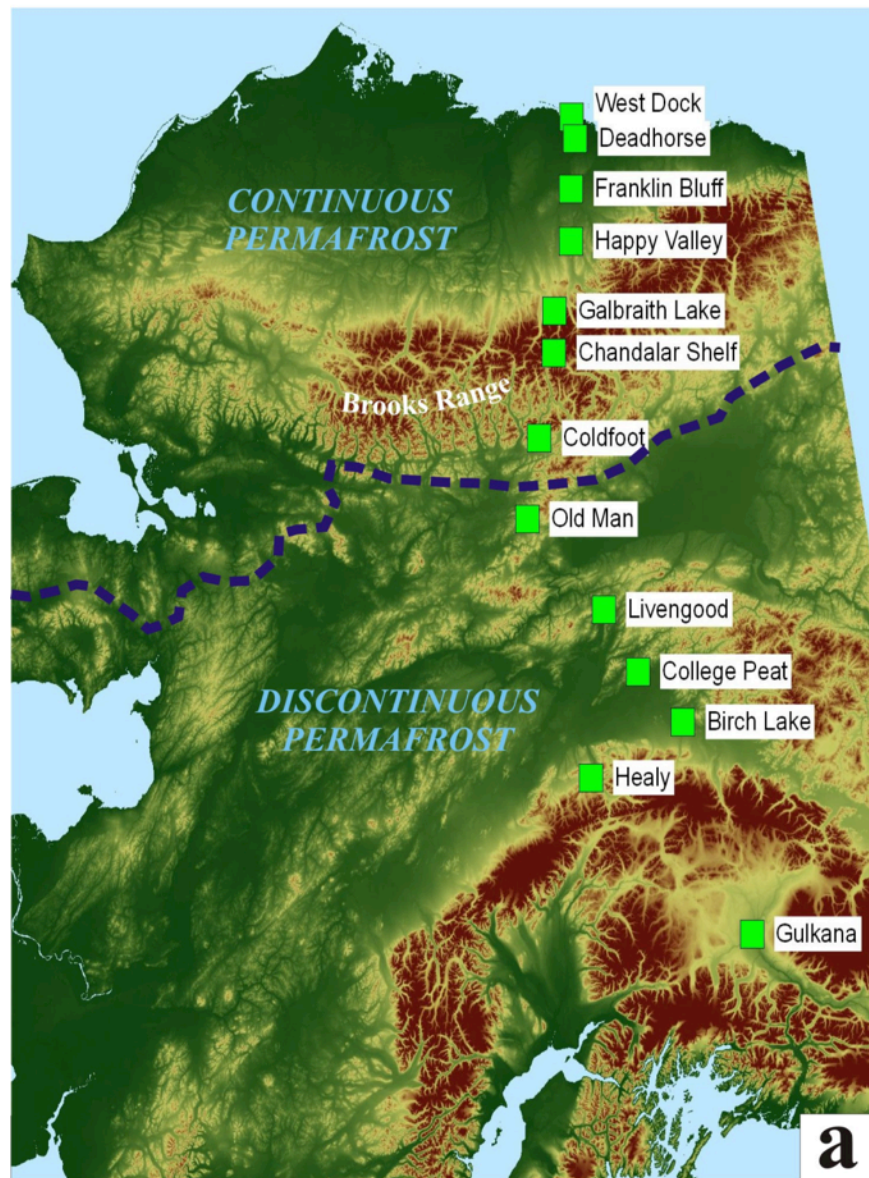 West Dock
Deadhorse
CONTINUOUS
PERMAFROST
Franklin Bluff
Happy Valley
Galbraith Lake
Chandalar Shelf
Brooks Range
Coldfoot
Old Man
Livengood
College Peat
DISCONTINUOUS
PERMAFROST
Birch Lake
Healy
Gulkana
a